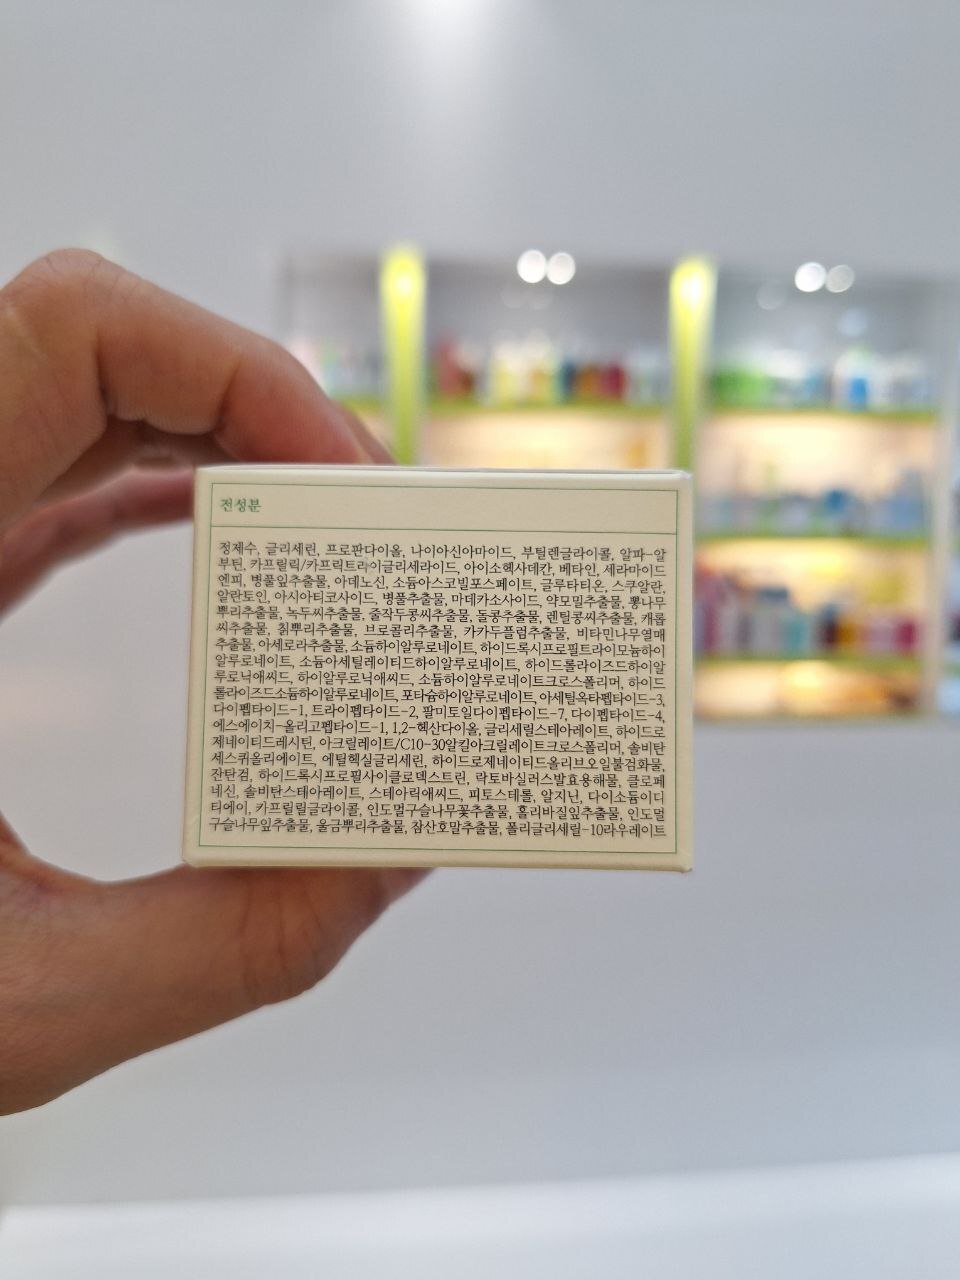 전성분
정제수, 글리세린, 프로판다이올, 나이아신아마이드, 부틸렌글라이콜, 알파-알
부틴, 카프릴릭/카프릭트라이글리세라이드, 아이소헥사데칸, 베타인, 세라마이드
엔피, 병풀잎추출물, 아데노신, 소듐아스코빌포스페이트, 글루타티온, 스쿠알란,
알란토인, 아시아티코사이드, 병풀추출물, 마데카소사이드, 약모밀추출물, 뽕나무
뿌리추출물, 녹두씨추출물, 줄작두콩씨추출물, 돌콩추출물, 렌틸콩씨추출물, 캐롭
씨추출물, 칡뿌리추출물, 브로콜리추출물, 카카두플럼추출물, 비타민나무열매
추출물, 아세로라추출물, 소듐하이알루로네이트, 하이드록시프로필트라이모늄하이
알루로네이트, 소듐아세틸레이티드하이알루로네이트, 하이드롤라이즈드하이알
루로닉애씨드, 하이알루로닉애씨드, 소듐하이알루로네이트크로스폴리머, 하이드
롤라이즈드소듐하이알루로네이트, 포타슘하이알루로네이트, 아세틸옥타펩타이드-3,
다이펩타이드-1, 트라이펩타이드-2, 팔미토일다이펩타이드-7, 다이펩타이드-4,
에스에이치-올리고펩타이드-1, 1,2-헥산다이올, 글리세릴스테아레이트, 하이드로
제네이티드레시틴, 아크릴레이트/C10-30알킬아크릴레이트크로스폴리머, 솔비탄
세스퀴올리에이트, 에틸헥실글리세린, 하이드로제네이티드올리브오일불검화물,
잔탄검, 하이드록시프로필사이클로덱스트린, 락토바실러스발효용해물, 클로페
네신, 솔비탄스테아레이트, 스테아릭애씨드, 피토스테롤, 알지닌, 다이소듐이디
티에이, 카프릴릴글라이콜, 인도멀구슬나무꽃추출물, 홀리바질잎추출물, 인도멀
구슬나무잎추출물, 울금뿌리추출물, 참산호말추출물, 폴리글리세릴-10라우레이트